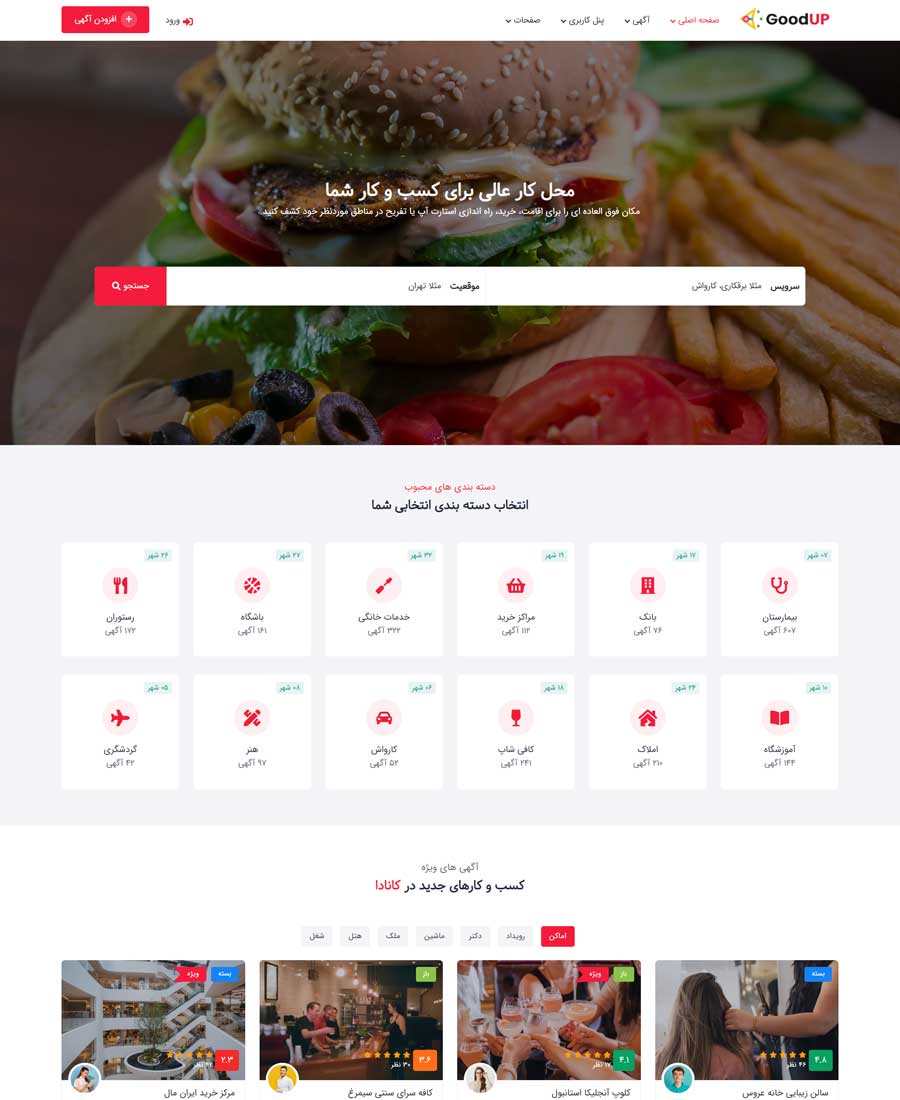 GoodUP
صفحه اصلی
آگهی
پنل کاربری
صفحات
ورود
افزودن آگهی
محل کار عالی برای کسب و کار شما
مکان فوق العاده ای را برای اقامت، خرید، راه اندازی استارت آپ یا تفریح در مناطق موردنظر خود کشف کنید.
سرویس مثلا برقکاری، کارواش
موقعیت مثلا تهران
جستجو
دسته بندی های محبوب
انتخاب دسته بندی انتخابی شما
۰۷ شهر
بیمارستان
۶۰۷ آگهی
۱۷ شهر
بانک
۷۶ آگهی
۱۹ شهر
مراکز خرید
۱۱۲ آگهی
۳۲ شهر
خدمات خانگی
۳۲۲ آگهی
۲۷ شهر
باشگاه
۱۶۱ آگهی
۲۶ شهر
رستوران
۱۷۲ آگهی
۱۰ شهر
آموزشگاه
۱۴۴ آگهی
۲۴ شهر
املاک
۲۱۰ آگهی
۱۸ شهر
کافی شاپ
۲۴۱ آگهی
۰۶ شهر
کارواش
۵۲ آگهی
۰۸ شهر
هنر
۹۷ آگهی
۰۵ شهر
گردشگری
۴۲ آگهی
آگهی های ویژه
کسب و کارهای جدید در کانادا
اماکن
رویداد
دکتر
ماشین
ملک
هتل
شغل
بسته
۴.۸
۴۶ نظر
سالن زیبایی خانه عروس
باز
ویژه
۴.۱
۱۷ نظر
کلوپ آنجلیکا استانبول
باز
۳.۶
۳۰ نظر
کافه سرای سنتی سیمرغ
بسته
ویژه
۲.۳
۴۲ نظر
مرکز خرید ایران مال